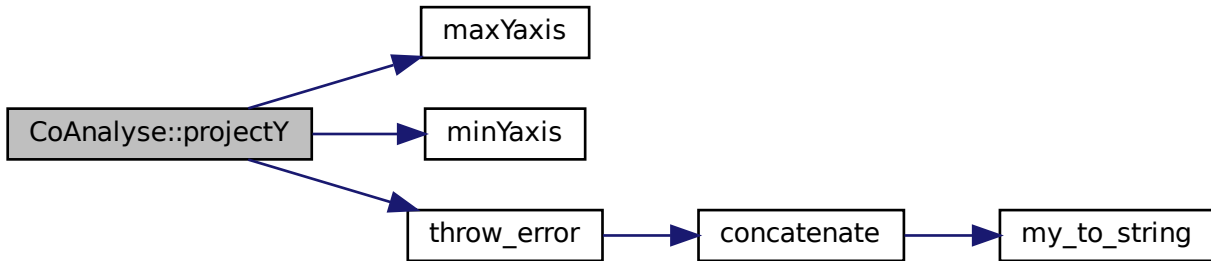 maxYaxis
CoAnalyse::projectY
minYaxis
throw_error
concatenate
my_to_string